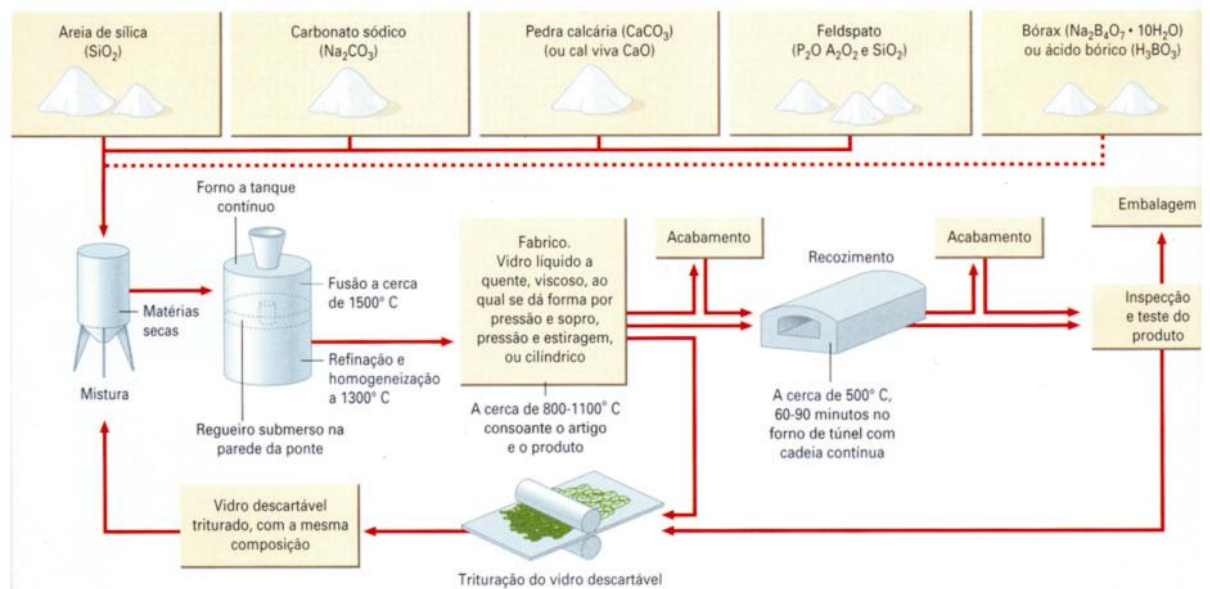 Areia de sílica
(SiO₂)
Carbonato sódico
(Na₂CO₃)
Pedra calcária (CaCO₃)
(ou cal viva CaO)
Feldspato
(P₂O A₂O₂ e SiO₂)
Bórax (Na₂B₄O₇ • 10H₂O)
ou ácido bórico (H₃BO₃)
Forno a tanque
contínuo
Fusão a cerca
de 1500° C
Matérias
secas
Mistura
Refinação e
homogeneização
a 1300° C
Regueiro submerso na
parede da ponte
Fabrico.
Vidro líquido a
quente, viscoso, ao
qual se dá forma por
pressão e sopro,
pressão e estiragem,
ou cilíndrico
A cerca de 800-1100° C
consoante o artigo
e o produto
Acabamento
Recozimento
A cerca de 500° C,
60-90 minutos no
forno de túnel com
cadeia contínua
Acabamento
Embalagem
Inspecção
e teste do
produto
Vidro descartável
triturado, com a mesma
composição
Trituração do vidro descartável